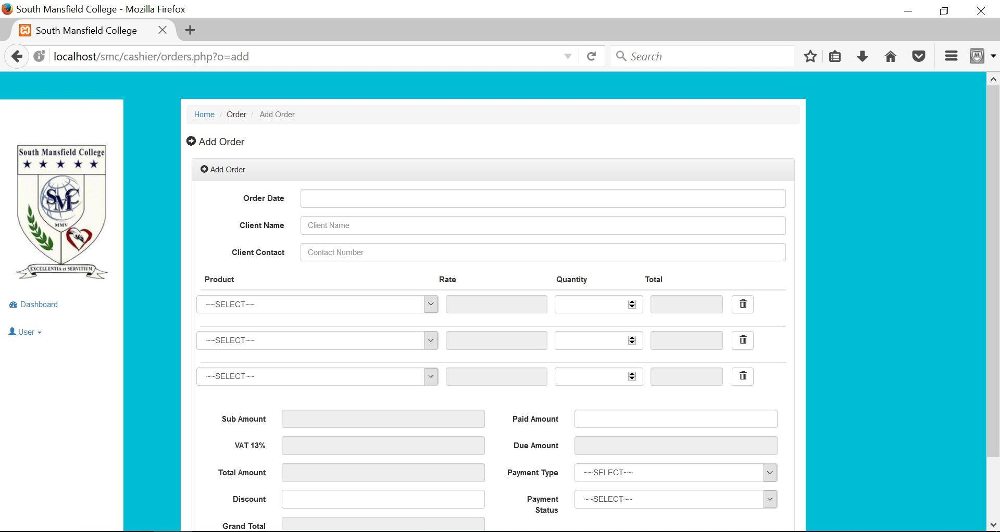 South Mansfield College - Mozilla Firefox
South Mansfield College
localhost/smc/cashier/orders.php?o=add
Search
Home / Order / Add Order
Add Order
South Mansfield College
SMC
MMV
EXCELLENTIA et SERVITIUM
Dashboard
User
Add Order
Order Date
Client Name Client Name
Client Contact Contact Number
Product Rate Quantity Total
~~SELECT~~
~~SELECT~~
~~SELECT~~
Sub Amount Paid Amount
VAT 13% Due Amount
Total Amount Payment Type ~~SELECT~~
Discount Payment Status ~~SELECT~~
Grand Total